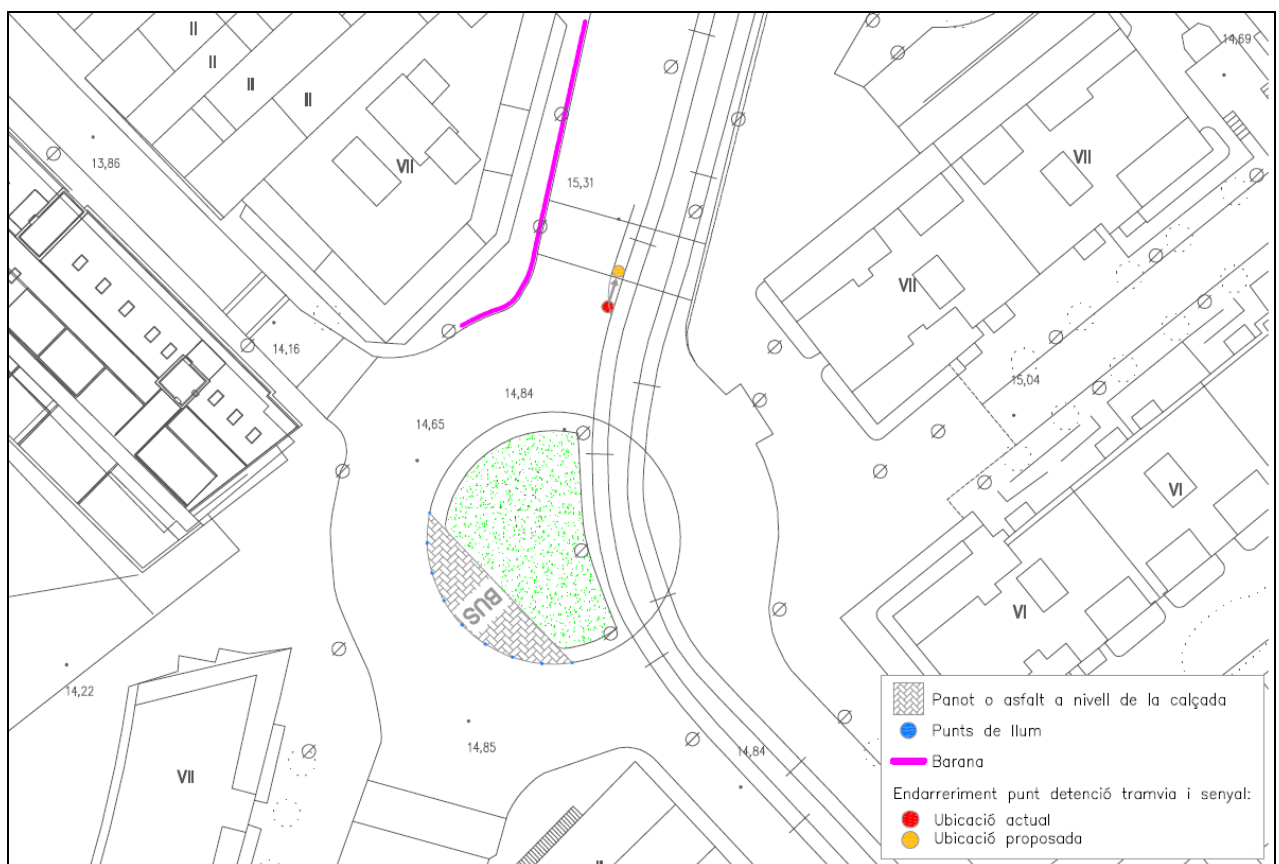 II
II
II
II
14,69
13,86
VII
VII
15,31
VII
14,16
15,04
14,84
14,65
VI
BUS
VI
14,22
14,85
14,84
VII
II
Panot o asfalt a nivell de la calçada
Punts de llum
Barana
Endarreriment punt detenció tramvia i senyal:
Ubicació actual
Ubicació proposada